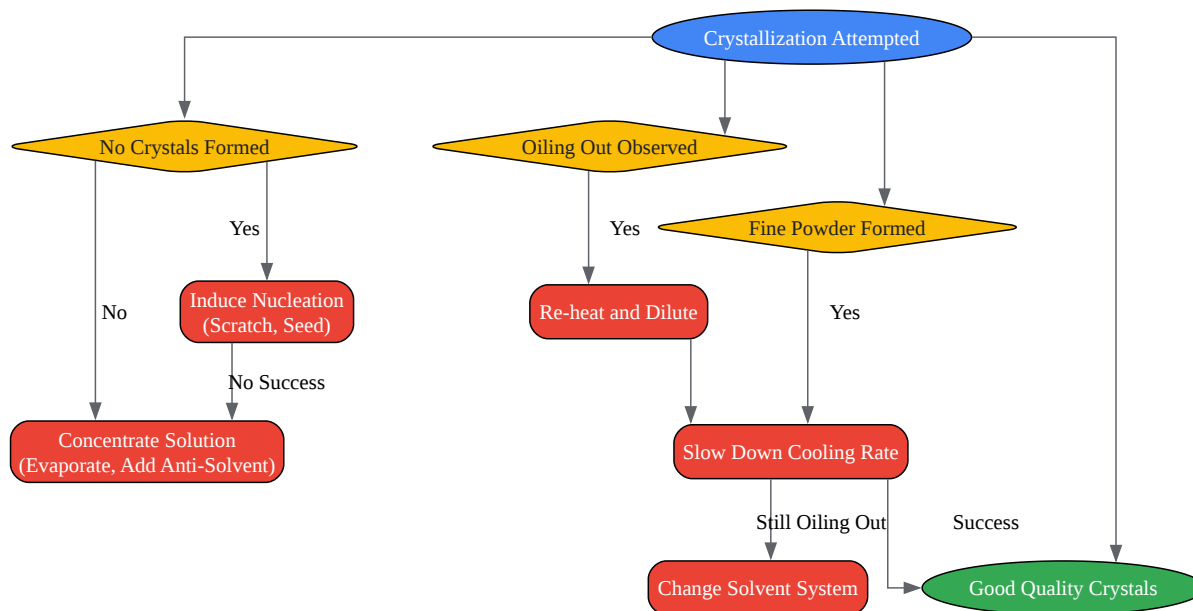 Crystallization Attempted
No Crystals Formed
Oiling Out Observed
Fine Powder Formed
Yes
Yes
No
Induce Nucleation
(Scratch, Seed)
Re-heat and Dilute
Yes
No Success
Concentrate Solution
(Evaporate, Add Anti-Solvent)
Slow Down Cooling Rate
Still Oiling Out
Success
Change Solvent System
Good Quality Crystals